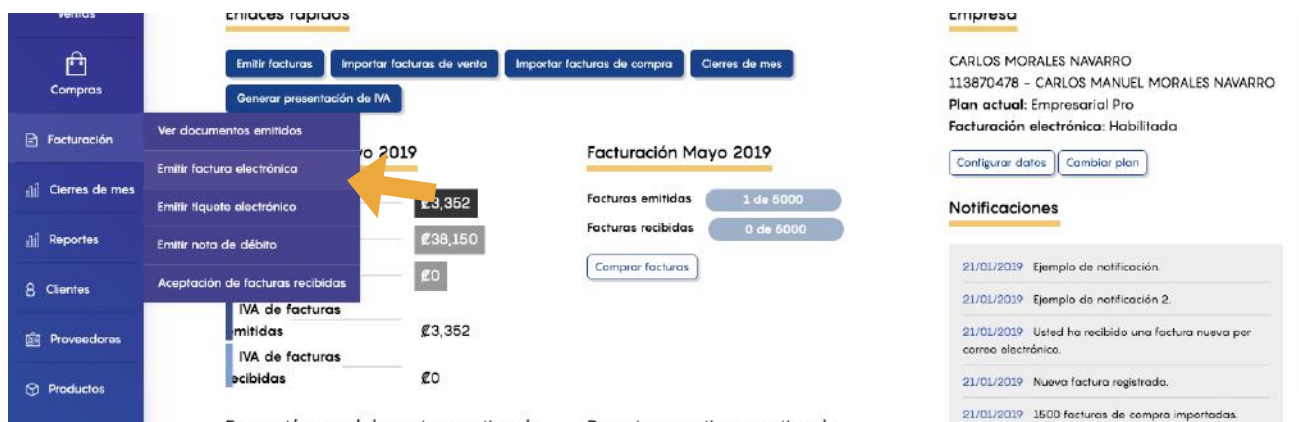 Ventas
Compras
Facturación
Cierres de mes
Reportes
Clientes
Proveedores
Productos
Ver documentos emitidos
Emitir factura electrónica
Emitir tiquete electrónico
Emitir nota de débito
Aceptación de facturas recibidas
Enlaces rápidos
Emitir facturas
Importar facturas de venta
Importar facturas de compra
Cierres de mes
Generar presentación de IVA
yo 2019
₡3,352
₡38,150
₡0
IVA de facturas
mitidas ₡3,352
IVA de facturas
ecibidas ₡0
Facturación Mayo 2019
Facturas emitidas 1 de 5000
Facturas recibidas 0 de 5000
Comprar facturas
Empresa
CARLOS MORALES NAVARRO
113870478 - CARLOS MANUEL MORALES NAVARRO
Plan actual: Empresarial Pro
Facturación electrónica: Habilitada
Configurar datos
Cambiar plan
Notificaciones
21/01/2019 Ejemplo de notificación.
21/01/2019 Ejemplo de notificación 2.
21/01/2019 Usted ha recibido una factura nueva por
correo electrónico.
21/01/2019 Nueva factura registrada.
21/01/2019 1500 facturas de compra importadas